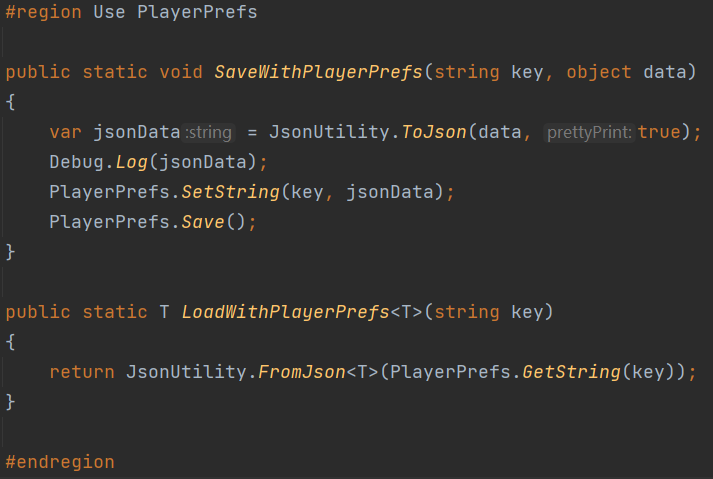 #region Use PlayerPrefs
public static void SaveWithPlayerPrefs(string key, object data)
{
var jsonData :string = JsonUtility.ToJson(data, prettyPrint: true);
Debug.Log(jsonData);
PlayerPrefs.SetString(key, jsonData);
PlayerPrefs.Save();
}
public static T LoadWithPlayerPrefs<T>(string key)
{
return JsonUtility.FromJson<T>(PlayerPrefs.GetString(key));
}
#endregion